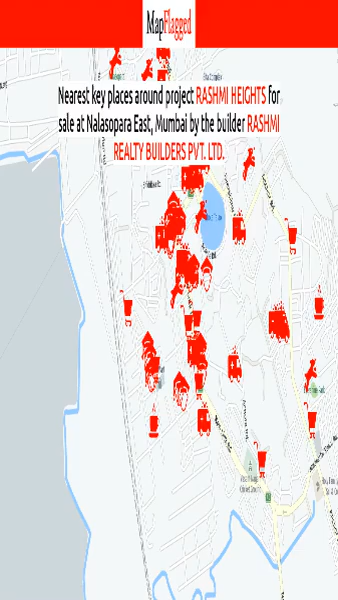 MapFlagged
Nearest key places around project RASHMI HEIGHTS for
sale at Nalasopara East, Mumbai by the builder RASHMI
REALTY BUILDERS PVT. LTD.